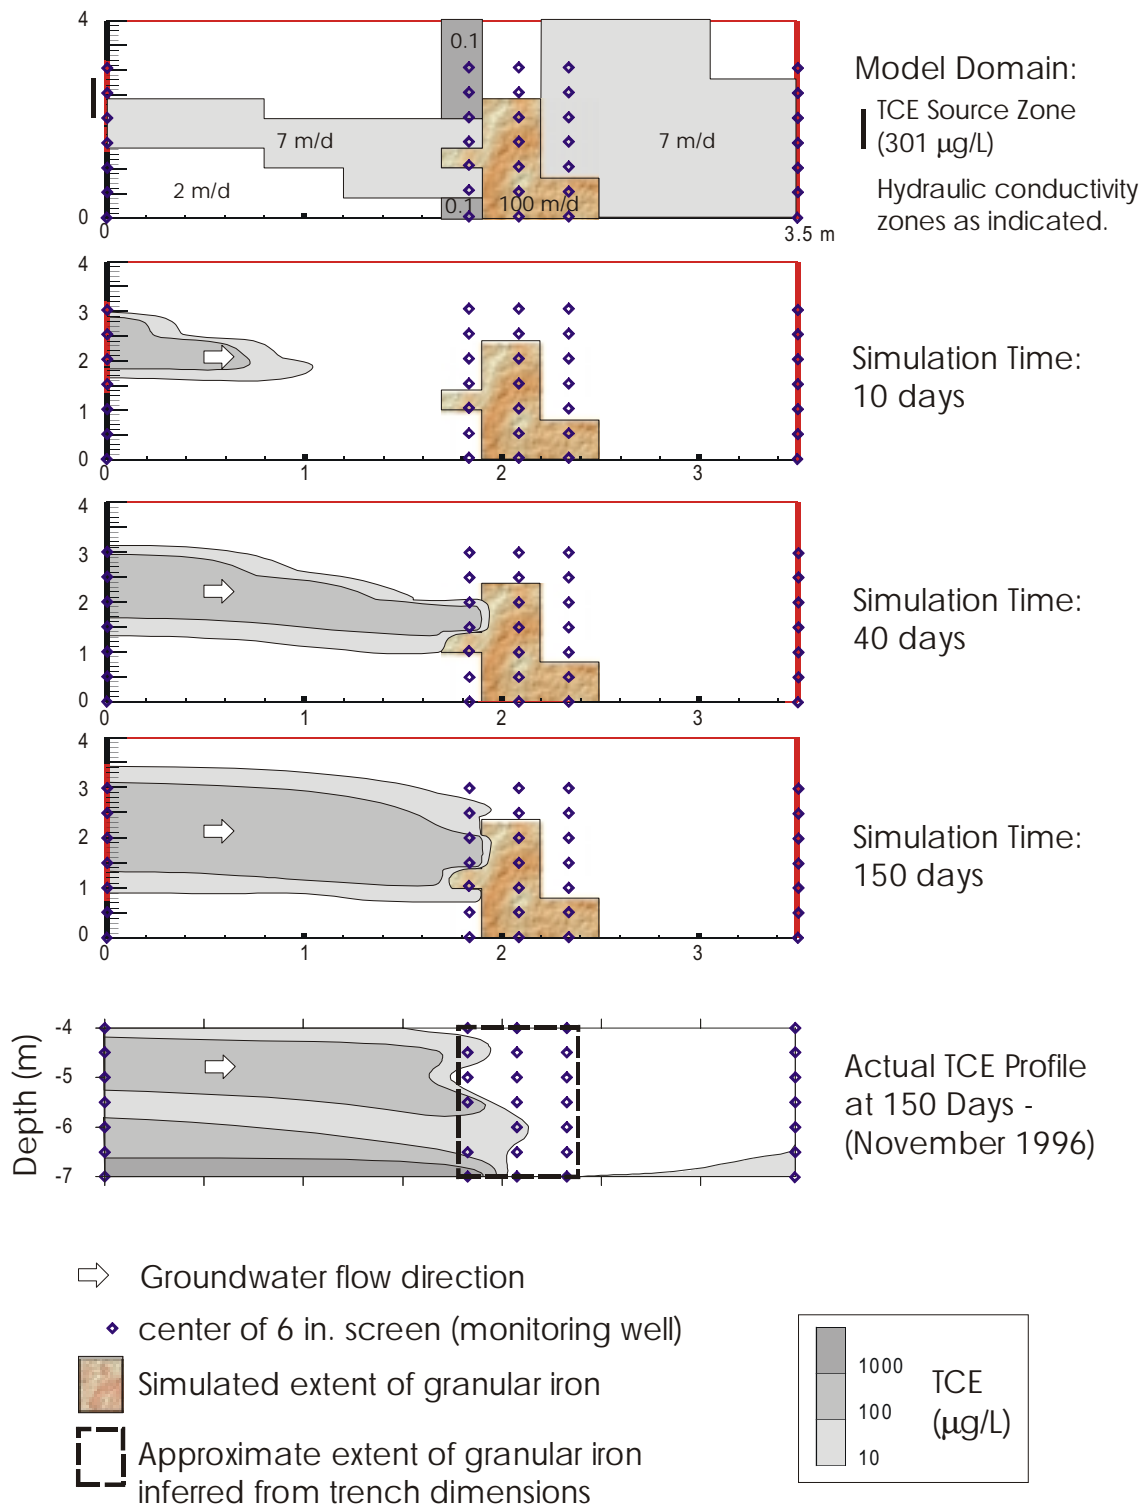 4
0.1
7 m/d
7 m/d
2 m/d
0
0.1
100 m/d
0
3.5 m
Model Domain:
TCE Source Zone
(301 µg/L)
Hydraulic conductivity
zones as indicated.
4
3
2
1
0
0
1
2
3
Simulation Time:
10 days
4
3
2
1
0
0
1
2
3
Simulation Time:
40 days
4
3
2
1
0
0
1
2
3
Simulation Time:
150 days
Depth (m)
-4
-5
-6
-7
Actual TCE Profile
at 150 Days -
(November 1996)
Groundwater flow direction
center of 6 in. screen (monitoring well)
Simulated extent of granular iron
Approximate extent of granular iron
inferred from trench dimensions
1000
100
10
TCE
(µg/L)